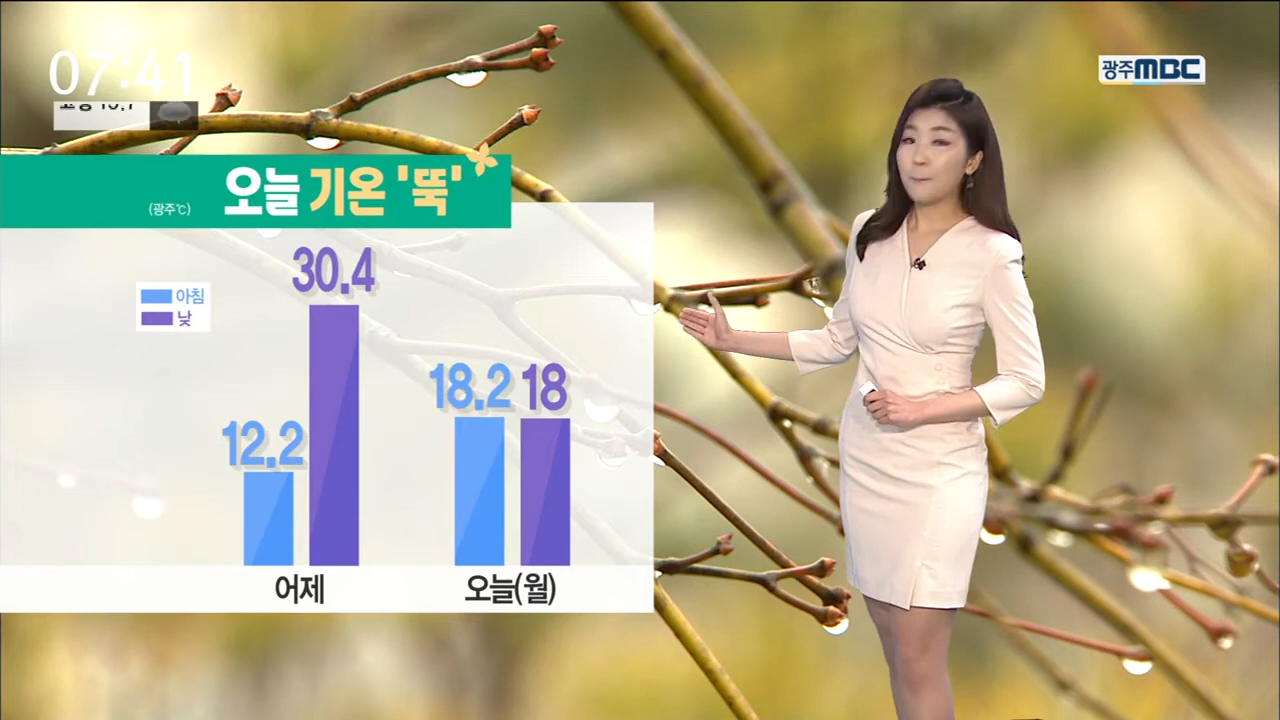 07:41
광주MBC
오늘 기온 '뚝'
(광주℃)
30.4
아침
낮
18.2 18
12.2
어제 오늘(월)